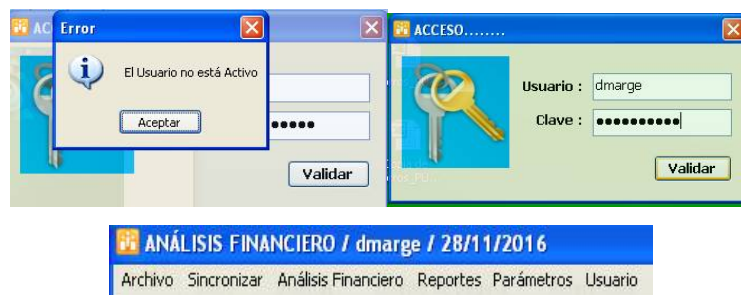 Error
El Usuario no está Activo
Aceptar
Validar
ACCESO........
Usuario : dmarge
Clave : ●●●●●●●●●●
Validar
ANÁLISIS FINANCIERO / dmarge / 28/11/2016
Archivo Sincronizar Análisis Financiero Reportes Parámetros Usuario